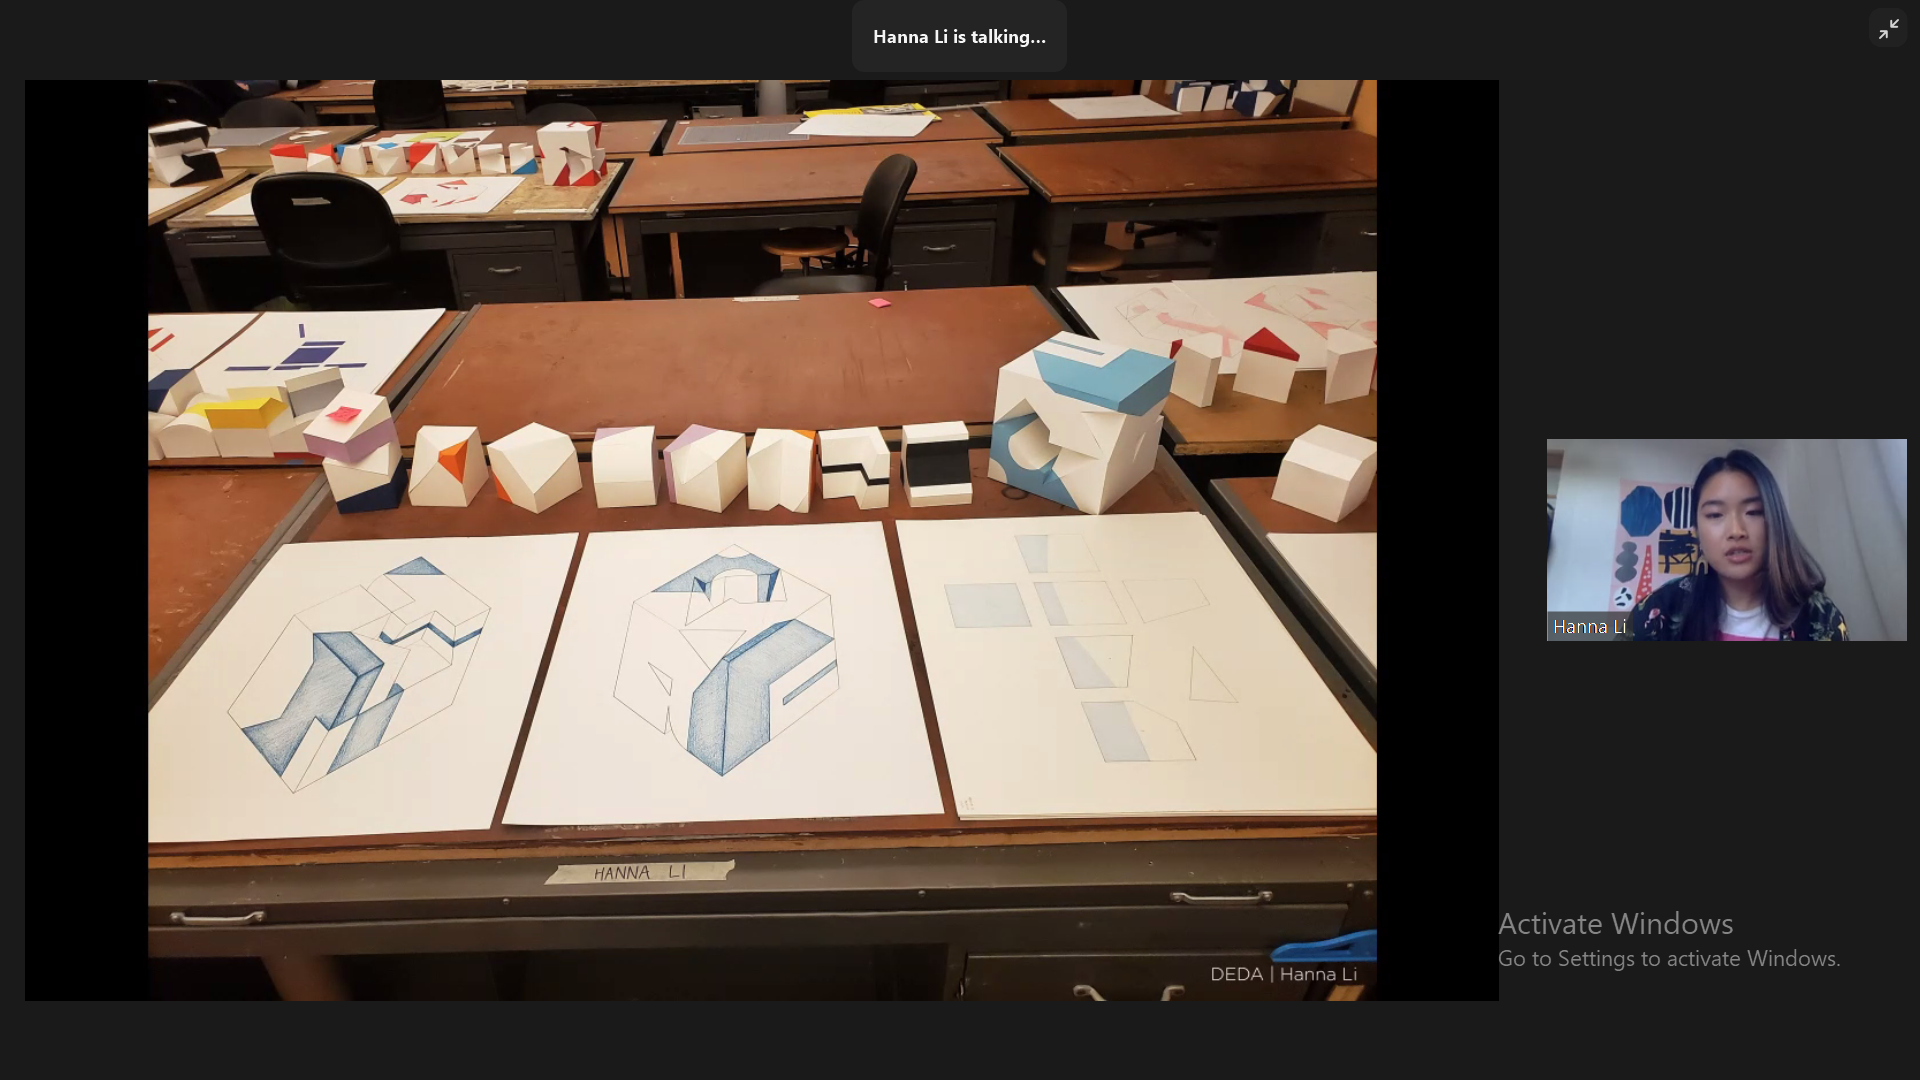 Hanna Li is talking...
HANNA LI
Hanna Li
Activate Windows
Go to Settings to activate Windows.
DEDA | Hanna Li